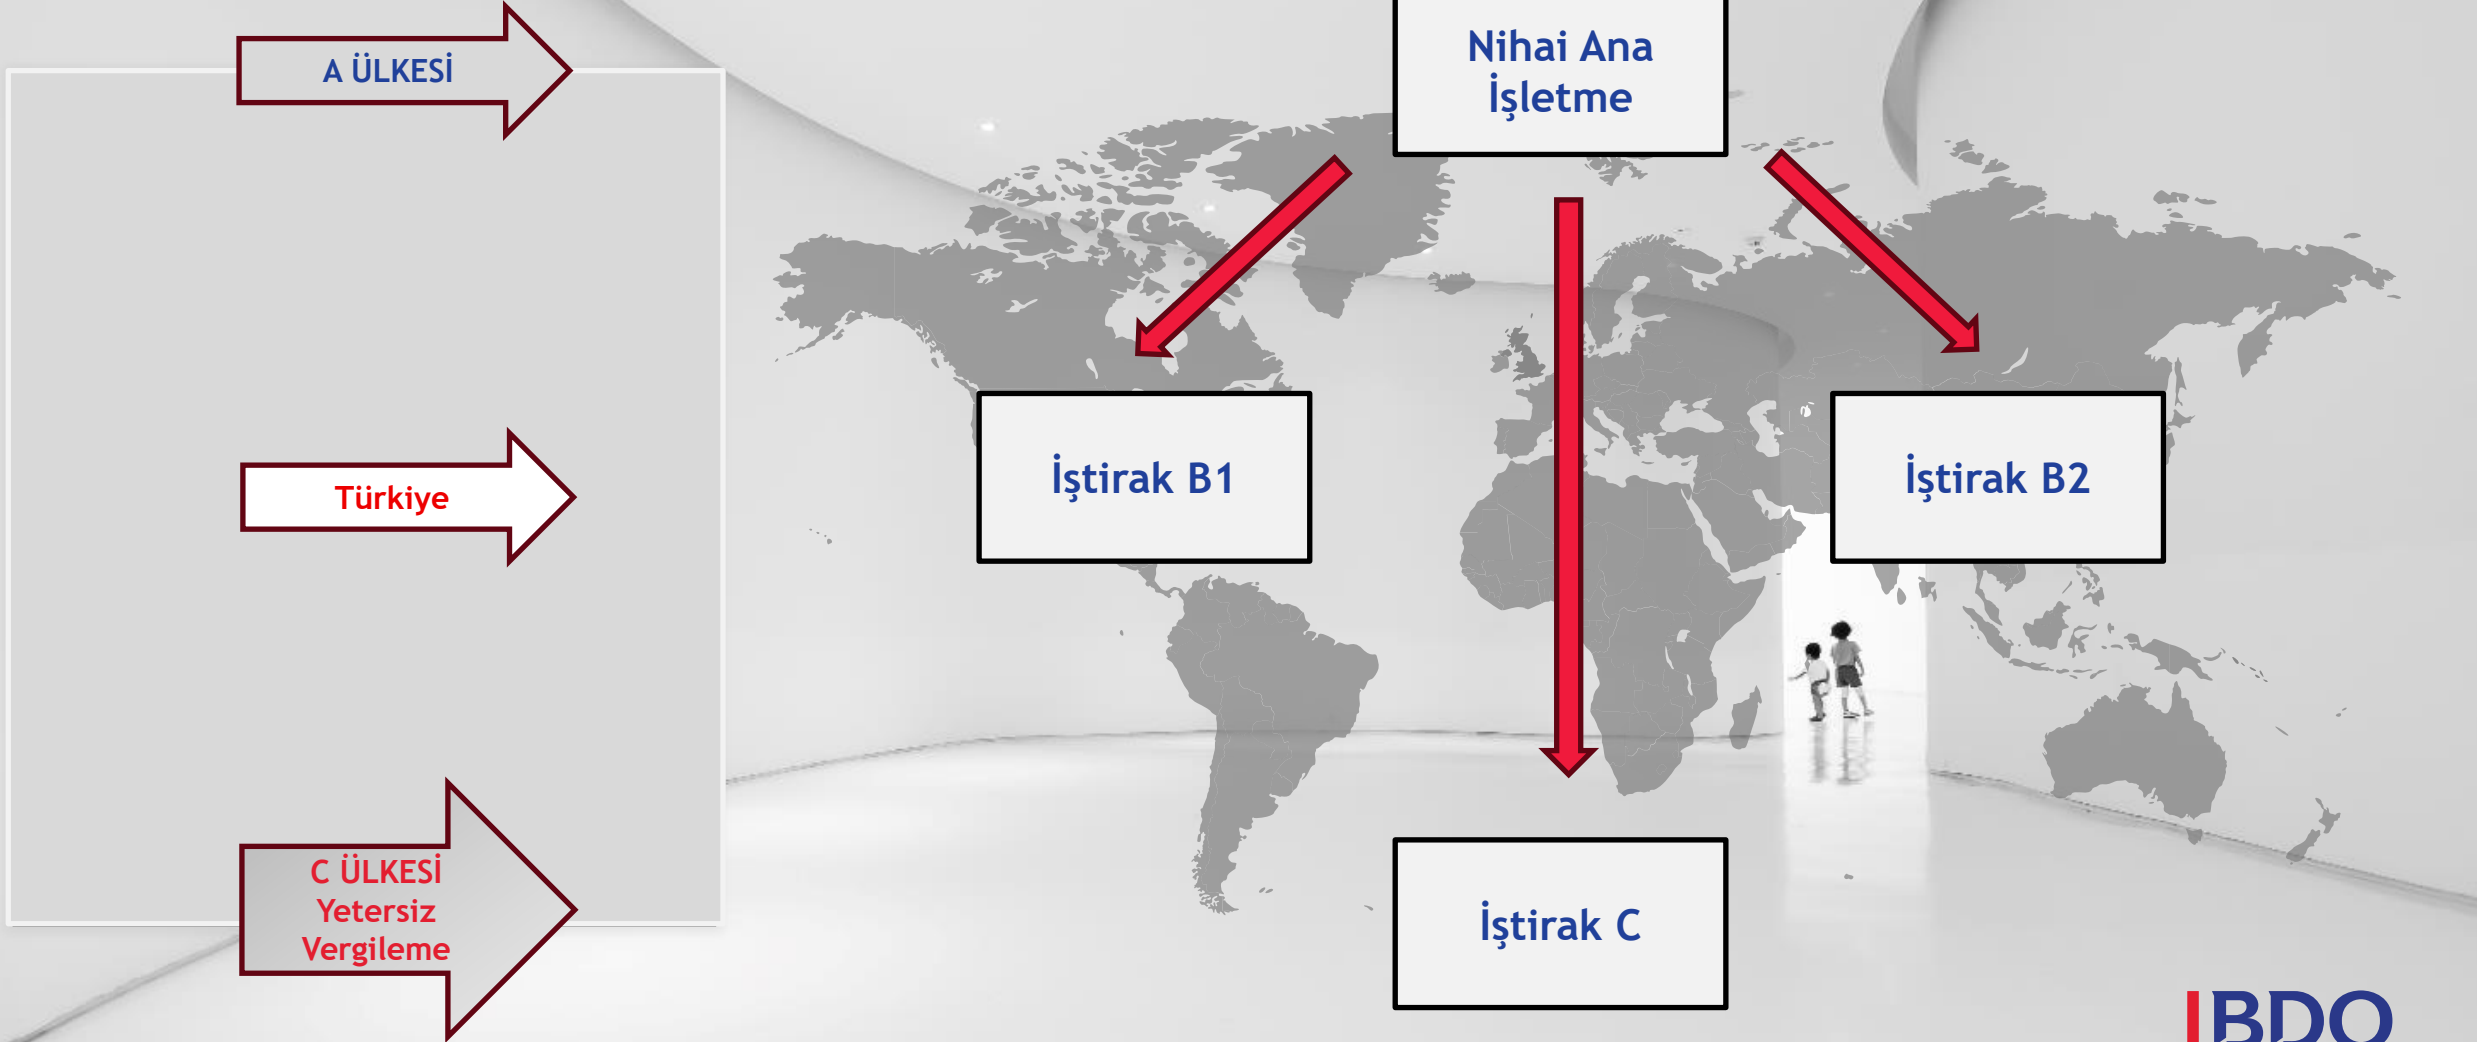 A ÜLKESİ
Nihai Ana
İşletme
Türkiye
İştirak B1
İştirak B2
C ÜLKESİ
Yetersiz
Vergileme
İştirak C
BDO